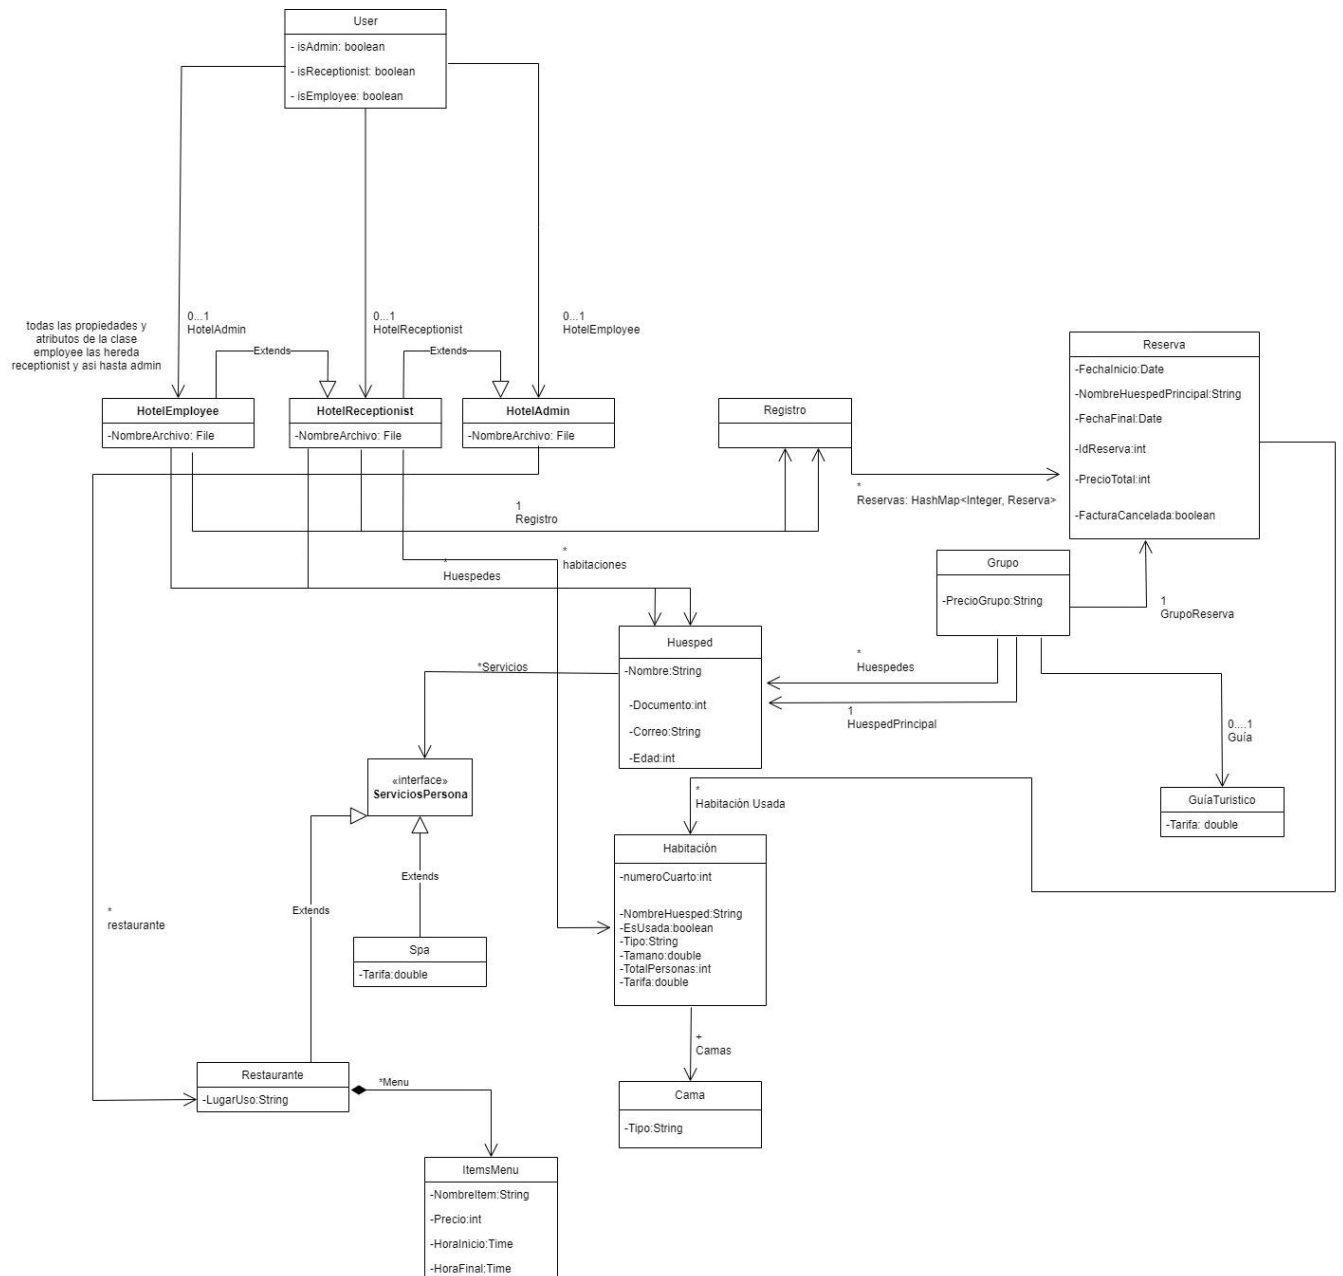 User
- isAdmin: boolean
- isReceptionist: boolean
- isEmployee: boolean
todas las propiedades y
atributos de la clase
employee las hereda
receptionist y asi hasta admin
0...1
HotelAdmin
0...1
HotelReceptionist
0...1
HotelEmployee
Extends
Extends
HotelEmployee
-NombreArchivo: File
HotelReceptionist
-NombreArchivo: File
HotelAdmin
-NombreArchivo: File
Registro
Reserva
-FechaInicio:Date
-NombreHuespedPrincipal:String
-FechaFinal:Date
-IdReserva:int
-PrecioTotal:int
-FacturaCancelada:boolean
*
Reservas: HashMap<Integer, Reserva>
1
Registro
*
Huespedes
*
habitaciones
Grupo
-PrecioGrupo:String
1
GrupoReserva
Huesped
-Nombre:String
-Documento:int
-Correo:String
-Edad:int
*
Huespedes
1
HuespedPrincipal
0....1
Guía
*Servicios
«interface»
ServiciosPersona
*
Habitación Usada
GuíaTuristico
-Tarifa: double
Habitación
-numeroCuarto:int
-NombreHuesped:String
-EsUsada:boolean
-Tipo:String
-Tamano:double
-TotalPersonas:int
-Tarifa:double
Extends
Extends
*
restaurante
Spa
-Tarifa:double
+
Camas
Restaurante
-LugarUso:String
*Menu
Cama
-Tipo:String
ItemsMenu
-NombreItem:String
-Precio:int
-HoraInicio:Time
-HoraFinal:Time